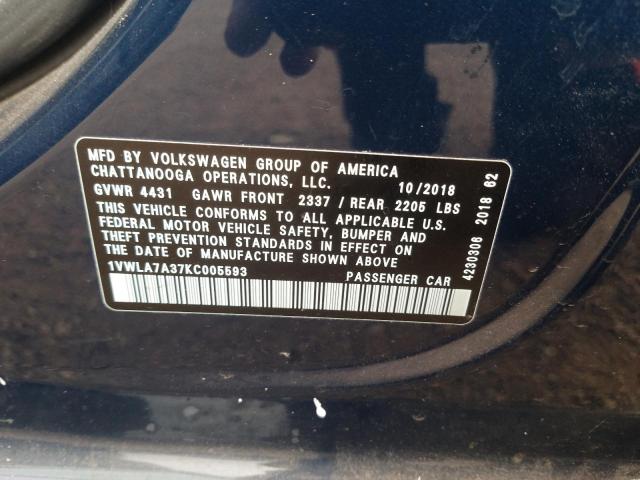 MFD BY VOLKSWAGEN GROUP OF AMERICA
CHATTANOOGA OPERATIONS, LLC. 10/2018
GVWR 4431 GAWR FRONT 2337 / REAR 2205 LBS
THIS VEHICLE CONFORMS TO ALL APPLICABLE U.S.
FEDERAL MOTOR VEHICLE SAFETY, BUMPER AND
THEFT PREVENTION STANDARDS IN EFFECT ON
THE DATE OF MANUFACTURE SHOWN ABOVE
1VWLA7A37KC005593 PASSENGER CAR
4230306 2018 62